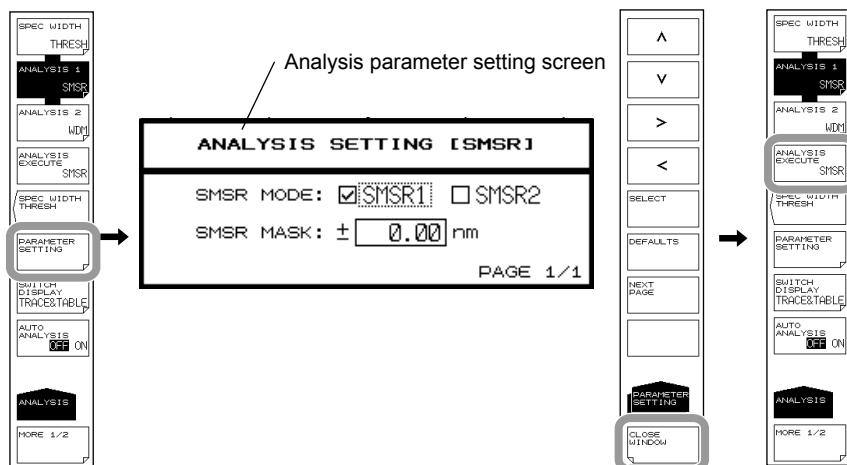 SPEC WIDTH
THRESH
ANALYSIS 1
SMSR
ANALYSIS 2
WDM
ANALYSIS
EXECUTE
SMSR
SPEC WIDTH
THRESH
PARAMETER
SETTING
SWITCH
DISPLAY
TRACE&TABLE
AUTO
ANALYSIS
OFF ON
ANALYSIS
MORE 1/2
Analysis parameter setting screen
ANALYSIS SETTING [SMSR]
SMSR MODE: ☑SMSR1 ☐SMSR2
SMSR MASK: ± 0.00 nm
PAGE 1/1
∧
∨
>
<
SELECT
DEFAULTS
NEXT
PAGE
PARAMETER
SETTING
CLOSE
WINDOW
SPEC WIDTH
THRESH
ANALYSIS 1
SMSR
ANALYSIS 2
WDM
ANALYSIS
EXECUTE
SMSR
SPEC WIDTH
THRESH
PARAMETER
SETTING
SWITCH
DISPLAY
TRACE&TABLE
AUTO
ANALYSIS
OFF ON
ANALYSIS
MORE 1/2